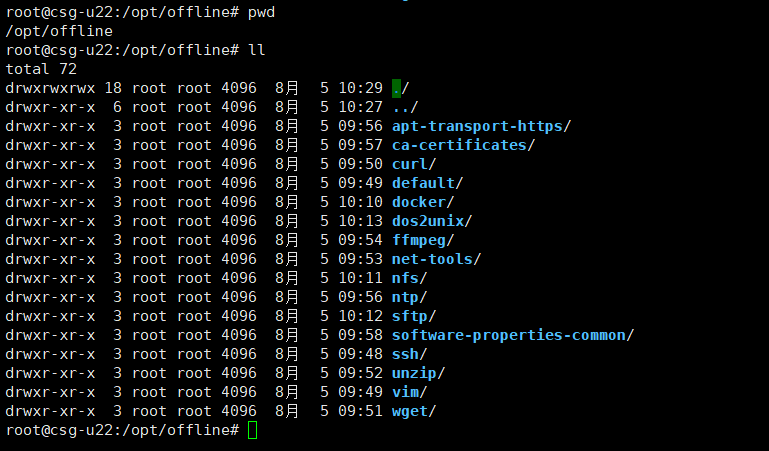 root@csg-u22:/opt/offline# pwd
/opt/offline
root@csg-u22:/opt/offline# ll
total 72
drwxrwxrwx 18 root root 4096  8月   5 10:29 ./
drwxr-xr-x  6 root root 4096  8月   5 10:27 ../
drwxr-xr-x  3 root root 4096  8月   5 09:56 apt-transport-https/
drwxr-xr-x  3 root root 4096  8月   5 09:57 ca-certificates/
drwxr-xr-x  3 root root 4096  8月   5 09:50 curl/
drwxr-xr-x  3 root root 4096  8月   5 09:49 default/
drwxr-xr-x  3 root root 4096  8月   5 10:10 docker/
drwxr-xr-x  3 root root 4096  8月   5 10:13 dos2unix/
drwxr-xr-x  3 root root 4096  8月   5 09:54 ffmpeg/
drwxr-xr-x  3 root root 4096  8月   5 09:53 net-tools/
drwxr-xr-x  3 root root 4096  8月   5 10:11 nfs/
drwxr-xr-x  3 root root 4096  8月   5 09:56 ntp/
drwxr-xr-x  3 root root 4096  8月   5 10:12 sftp/
drwxr-xr-x  3 root root 4096  8月   5 09:58 software-properties-common/
drwxr-xr-x  3 root root 4096  8月   5 09:48 ssh/
drwxr-xr-x  3 root root 4096  8月   5 09:52 unzip/
drwxr-xr-x  3 root root 4096  8月   5 09:49 vim/
drwxr-xr-x  3 root root 4096  8月   5 09:51 wget/
root@csg-u22:/opt/offline#